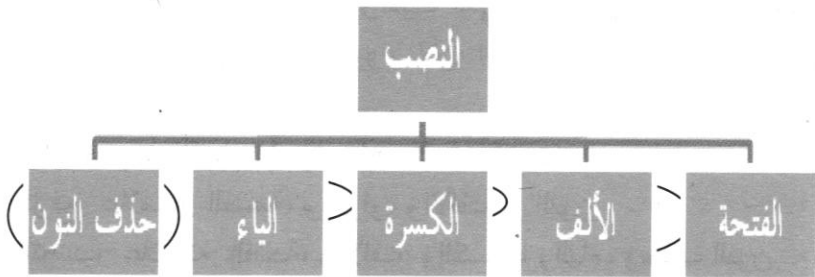 النصب
الفتحة
الألف
الكسرة
الياء
حذف النون